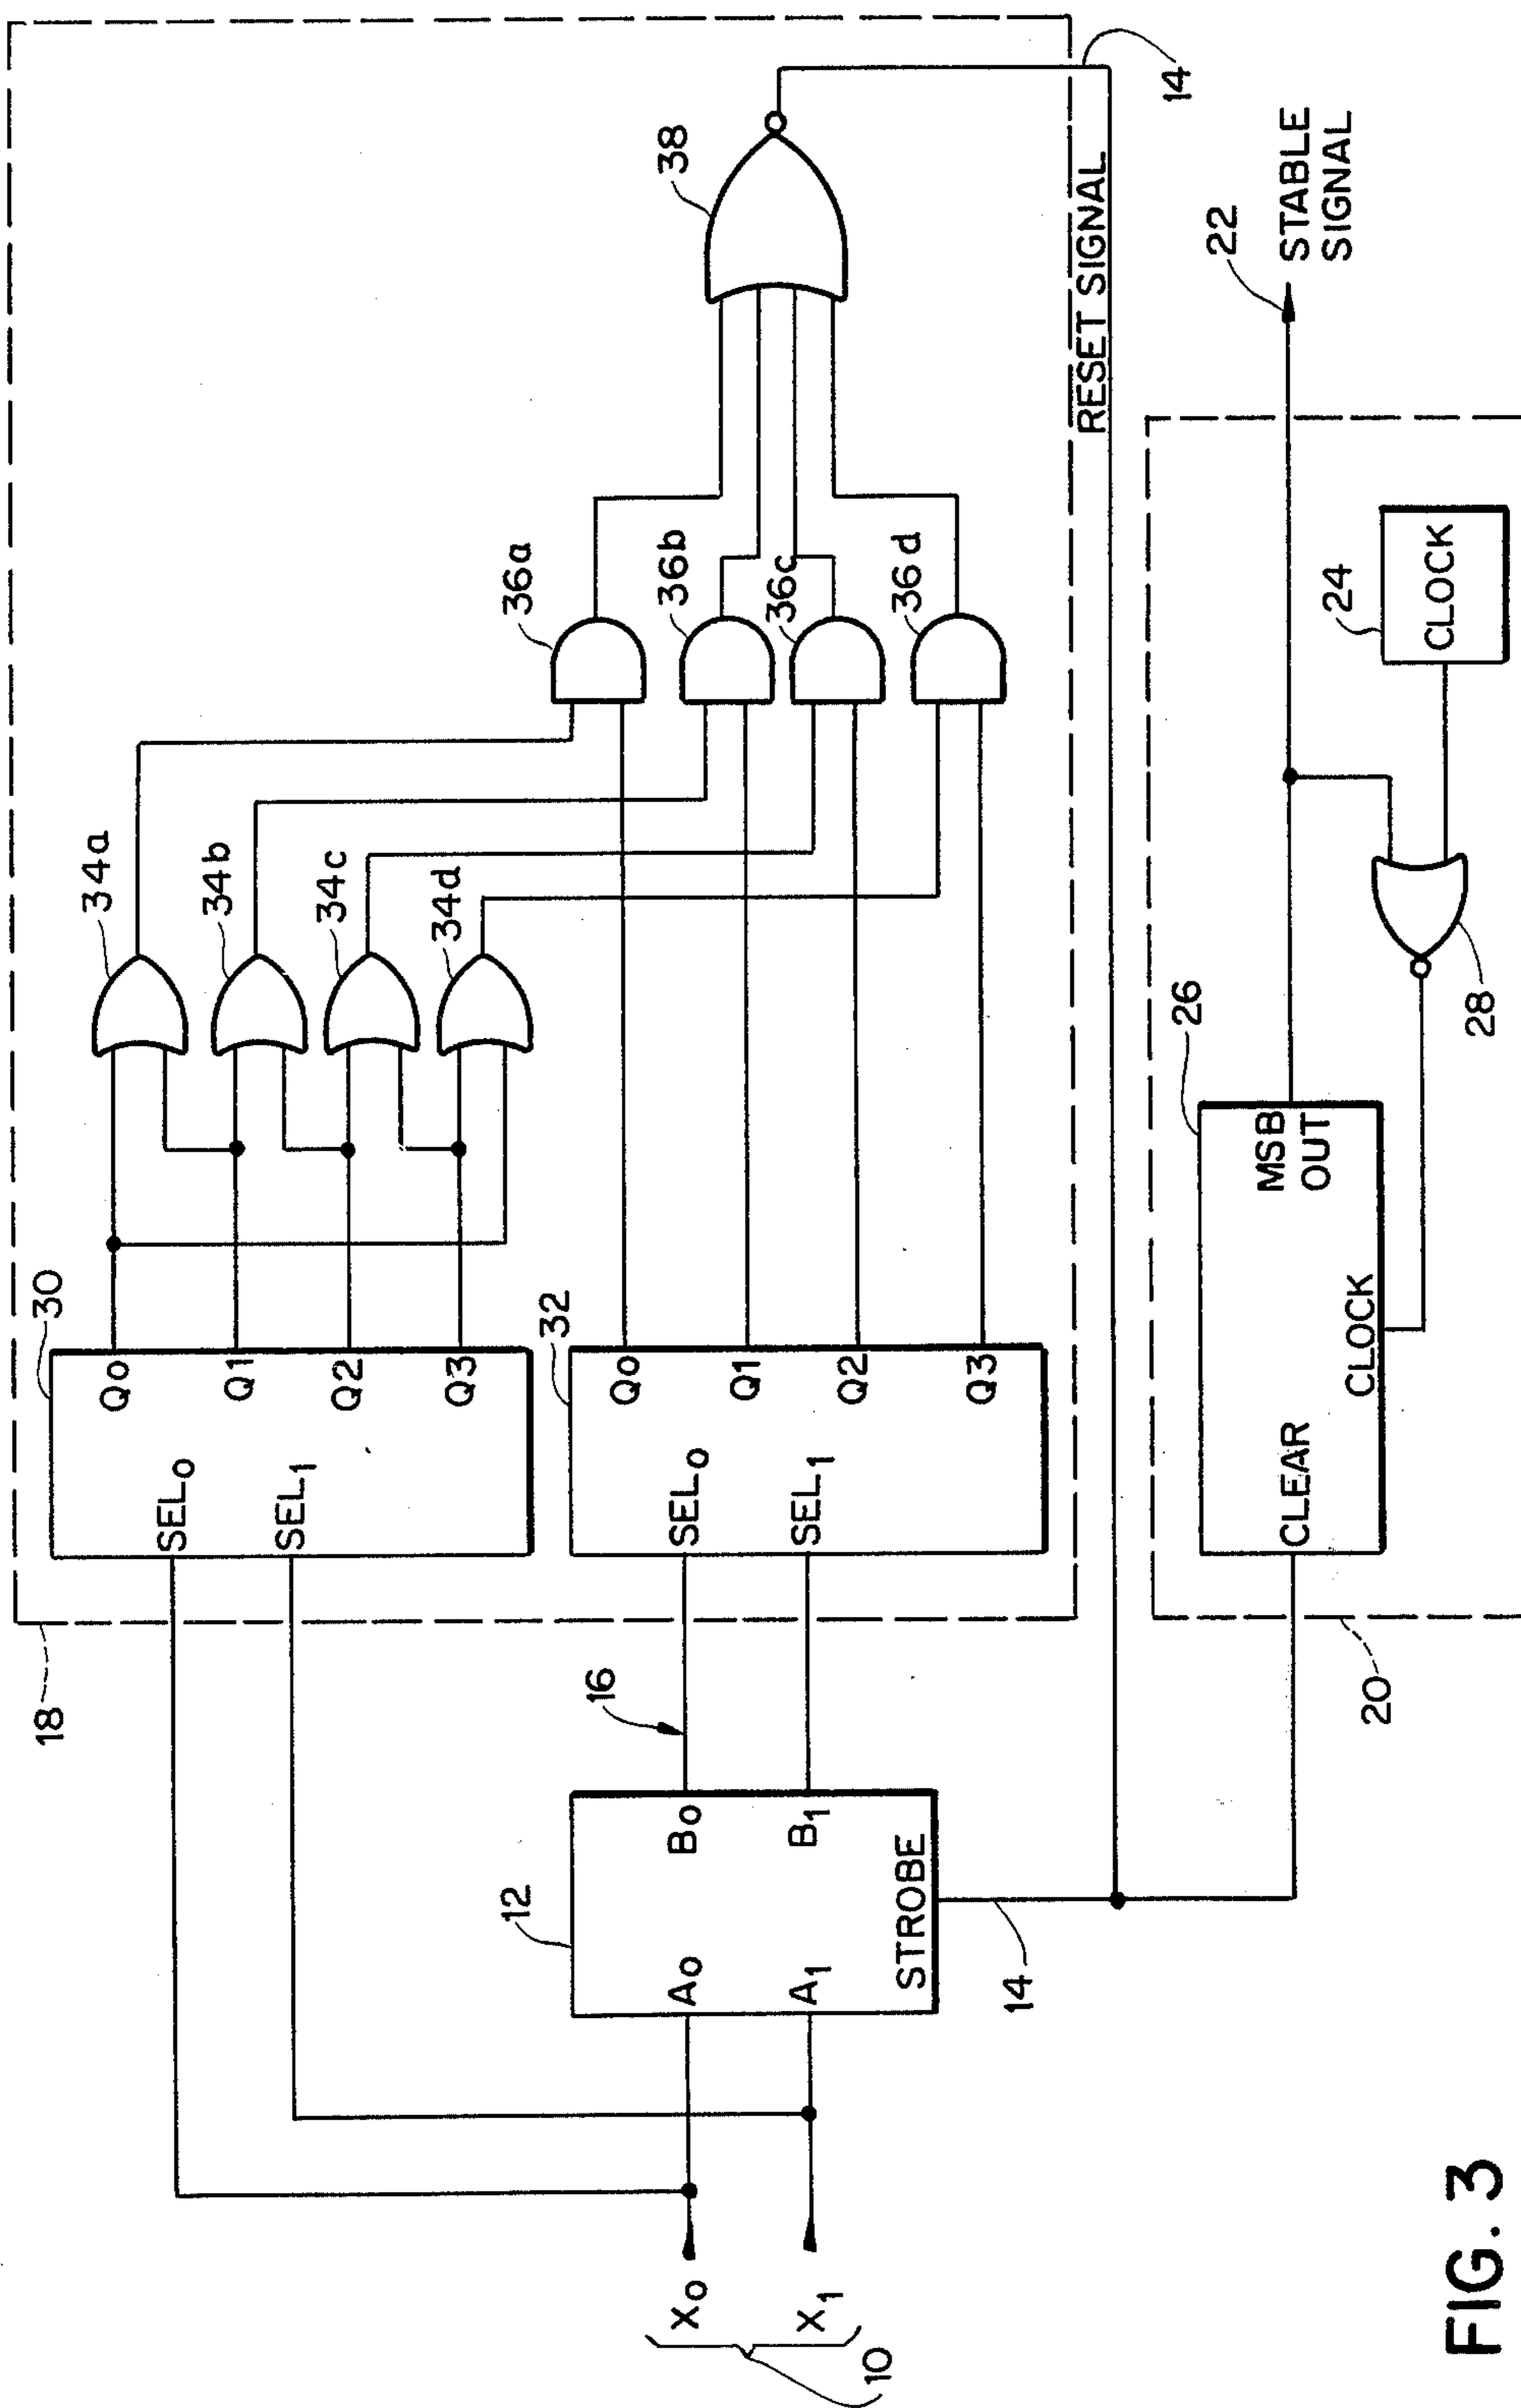 18
30
SEL0
SEL1
Q0
Q1
Q2
Q3
34a
34b
34c
34d
32
SEL0
SEL1
Q0
Q1
Q2
Q3
36a
36b
36c
36d
38
14
RESET SIGNAL
10
X0
X1
12
A0
A1
B0
B1
STROBE
14
16
20
26
CLEAR
MSB
OUT
CLOCK
28
24
CLOCK
22
STABLE
SIGNAL
FIG. 3